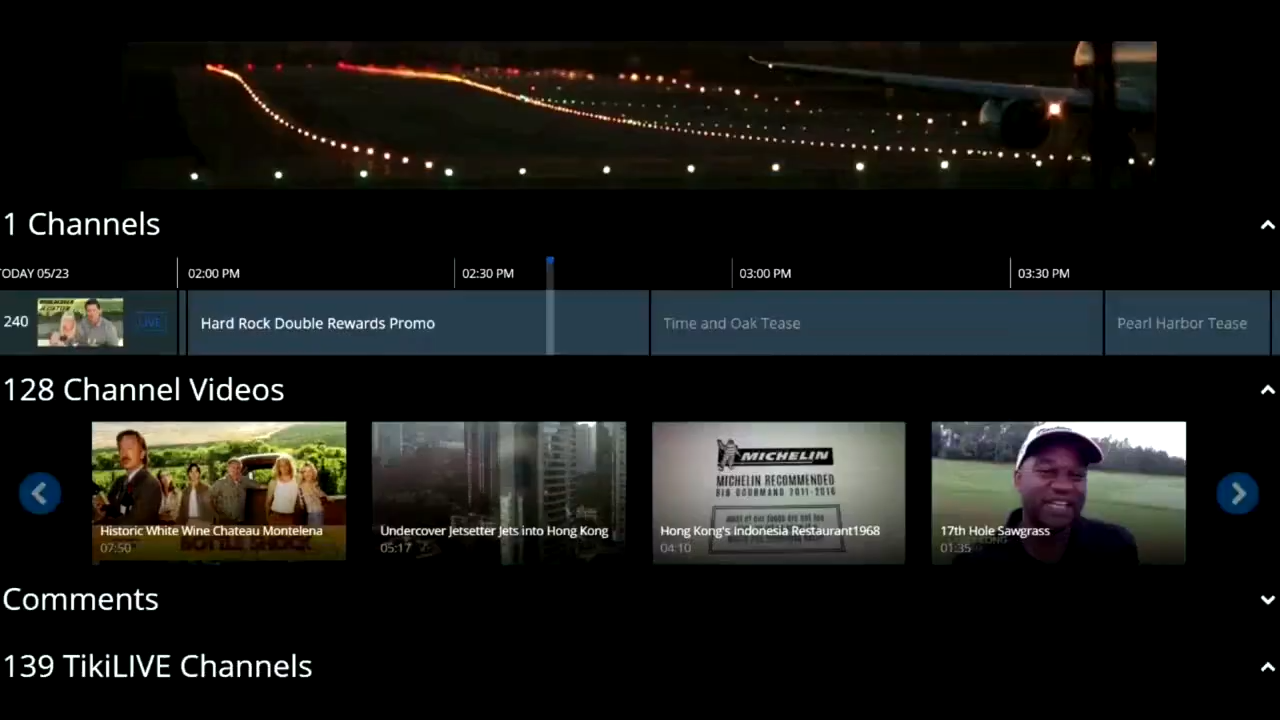 1 Channels
TODAY 05/23
02:00 PM
02:30 PM
03:00 PM
03:30 PM
240
LIVE
Hard Rock Double Rewards Promo
Time and Oak Tease
Pearl Harbor Tease
128 Channel Videos
MICHELIN
MICHELIN RECOMMENDED
BIB GOURMAND 2011-2016
Historic White Wine Chateau Montelena
07:50
Undercover Jetsetter Jets into Hong Kong
05:17
Hong Kong's Indonesia Restaurant1968
04:10
17th Hole Sawgrass
01:35
Comments
139 TikiLIVE Channels